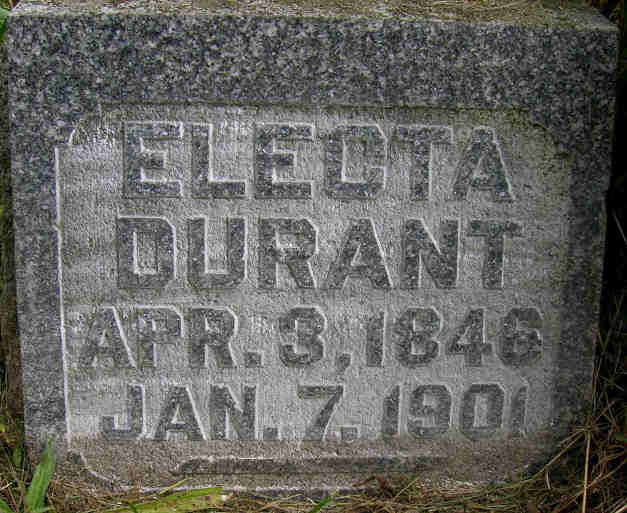 ELECTA
DURANT
APR. 3, 1846
JAN. 7, 1901